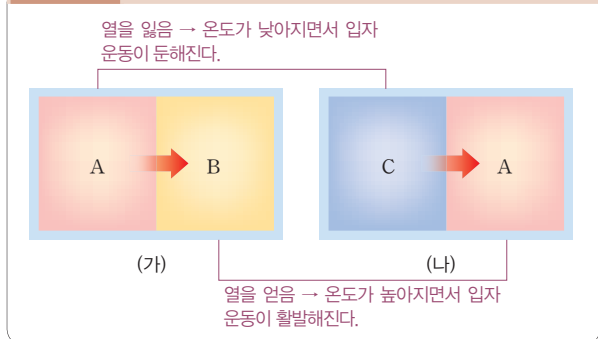 열을 잃음 → 온도가 낮아지면서 입자
운동이 둔해진다.
A
B
C
A
(가)
(나)
열을 얻음 → 온도가 높아지면서 입자
운동이 활발해진다.